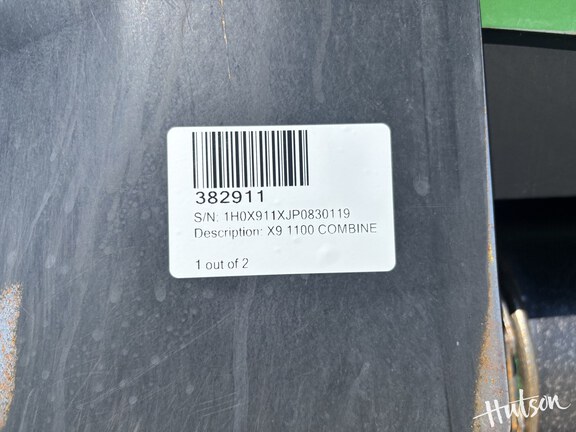 382911
S/N: 1H0X911XJP0830119
Description: X9 1100 COMBINE
1 out of 2
Hutson